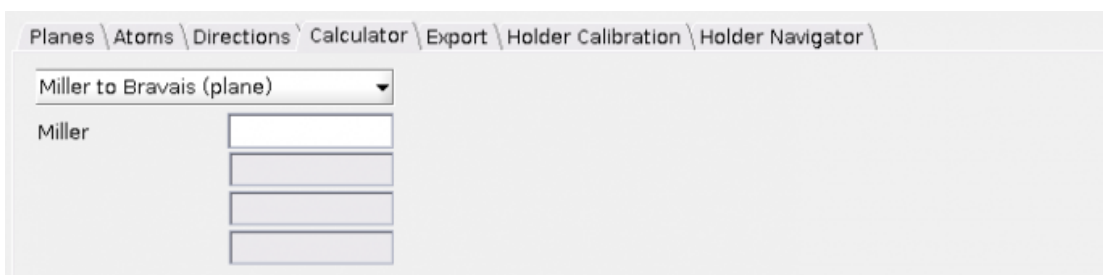 Planes Atoms Directions Calculator Export Holder Calibration Holder Navigator
Miller to Bravais (plane)
Miller